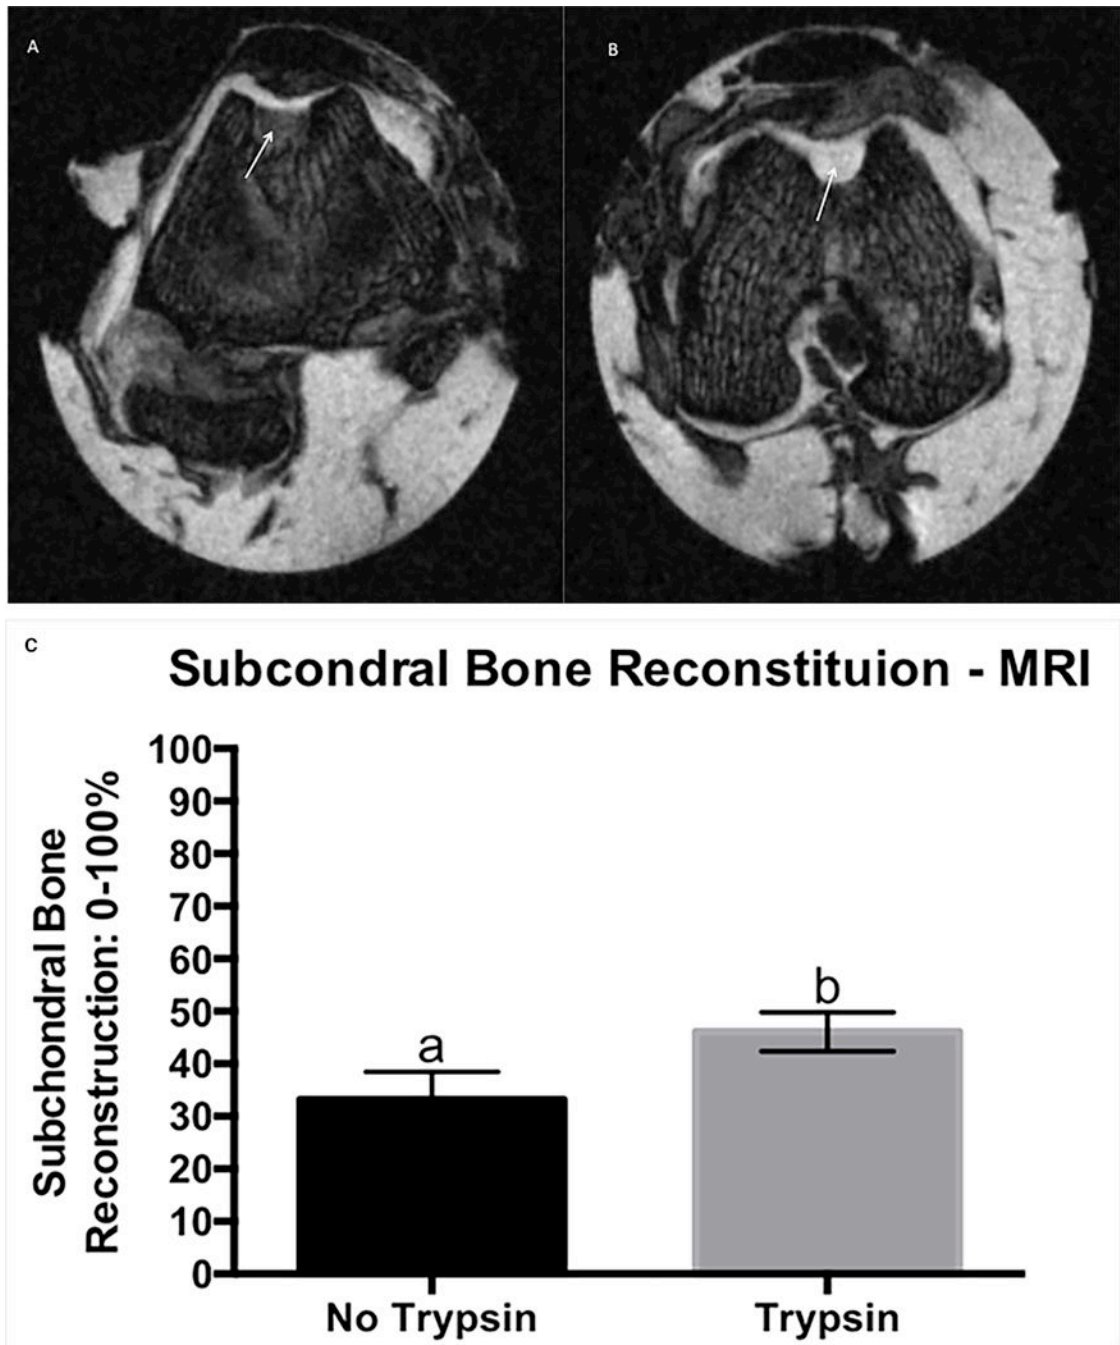 A
B
C
Subcondral Bone Reconstituion - MRI
Subchondral Bone
Reconstruction: 0-100%
100
90
80
70
60
50
40
30
20
10
0
a
b
No Trypsin
Trypsin